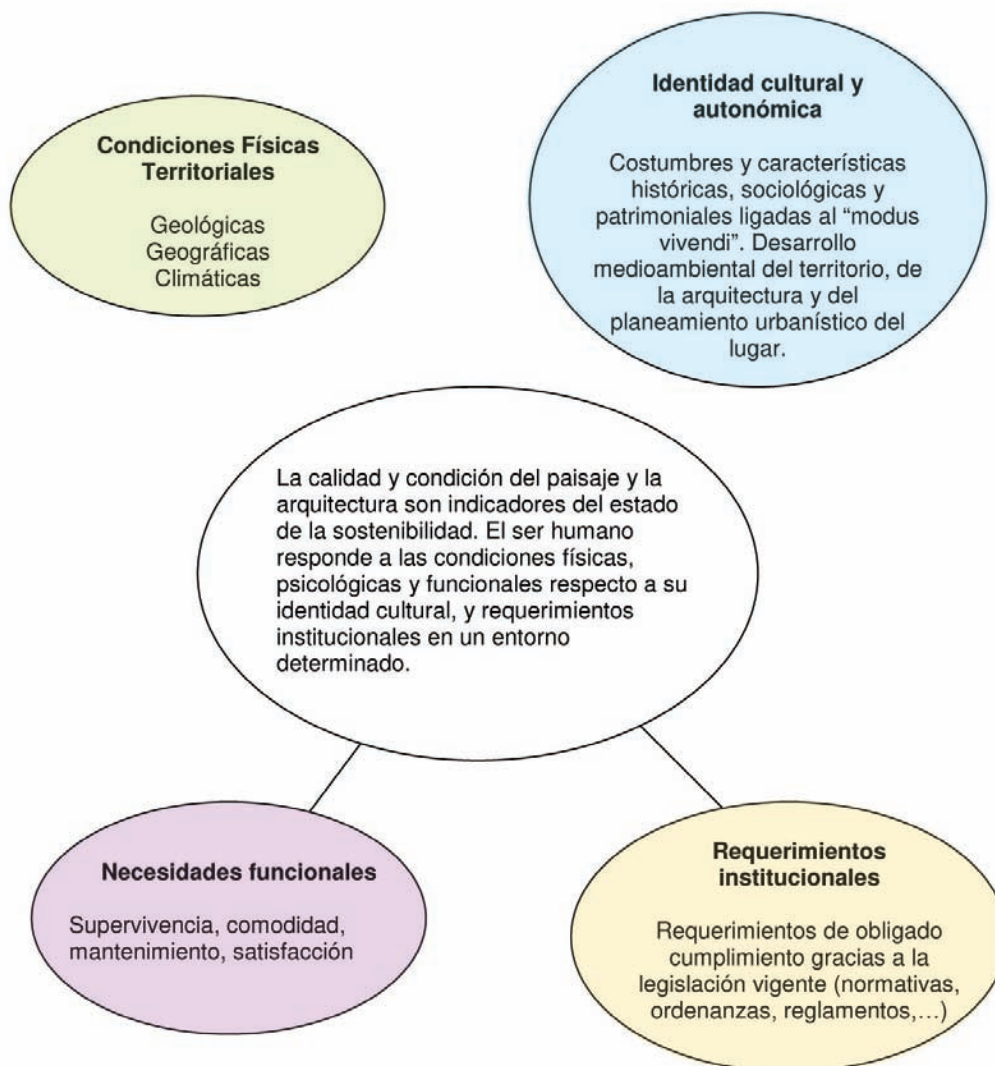 Condiciones Físicas
Territoriales
Geológicas
Geográficas
Climáticas
Identidad cultural y
autonómica
Costumbres y características
históricas, sociológicas y
patrimoniales ligadas al “modus
vivendi”. Desarrollo
medioambiental del territorio, de
la arquitectura y del
planeamiento urbanístico del
lugar.
La calidad y condición del paisaje y la
arquitectura son indicadores del estado
de la sostenibilidad. El ser humano
responde a las condiciones físicas,
psicológicas y funcionales respecto a su
identidad cultural, y requerimientos
institucionales en un entorno
determinado.
Necesidades funcionales
Supervivencia, comodidad,
mantenimiento, satisfacción
Requerimientos
institucionales
Requerimientos de obligado
cumplimiento gracias a la
legislación vigente (normativas,
ordenanzas, reglamentos,…)